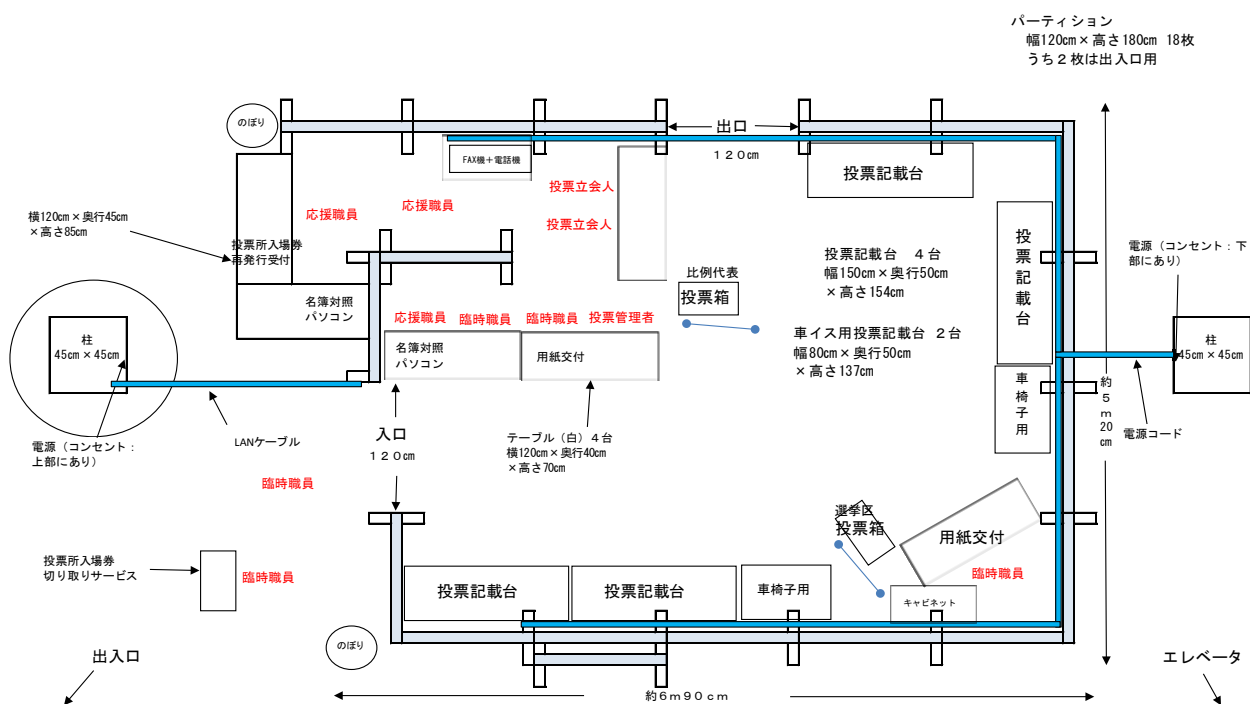 パーティション
幅120cm×高さ180cm 18枚
うち2枚は出入口用
のぼり
出口
120cm
FAX機+電話機
投票記載台
投票立会人
投票立会人
応援職員
応援職員
横120cm×奥行45cm
×高さ85cm
投票所入場券
再発行受付
投票記載台
投票記載台 4台
幅150cm×奥行50cm
×高さ154cm
電源(コンセント:下
部にあり)
比例代表
投票箱
名簿対照
パソコン
応援職員
臨時職員
臨時職員
投票管理者
車イス用投票記載台 2台
幅80cm×奥行50cm
×高さ137cm
柱
45cm×45cm
名簿対照
パソコン
用紙交付
柱
45cm×45cm
車椅子用
約5m20cm
電源コード
電源(コンセント:
上部にあり)
LANケーブル
入口
120cm
テーブル(白)4台
横120cm×奥行40cm
×高さ70cm
臨時職員
選挙区
投票箱
用紙交付
臨時職員
投票所入場券
切り取りサービス
臨時職員
投票記載台
投票記載台
車椅子用
キャビネット
のぼり
出入口
エレベータ
約6m90cm